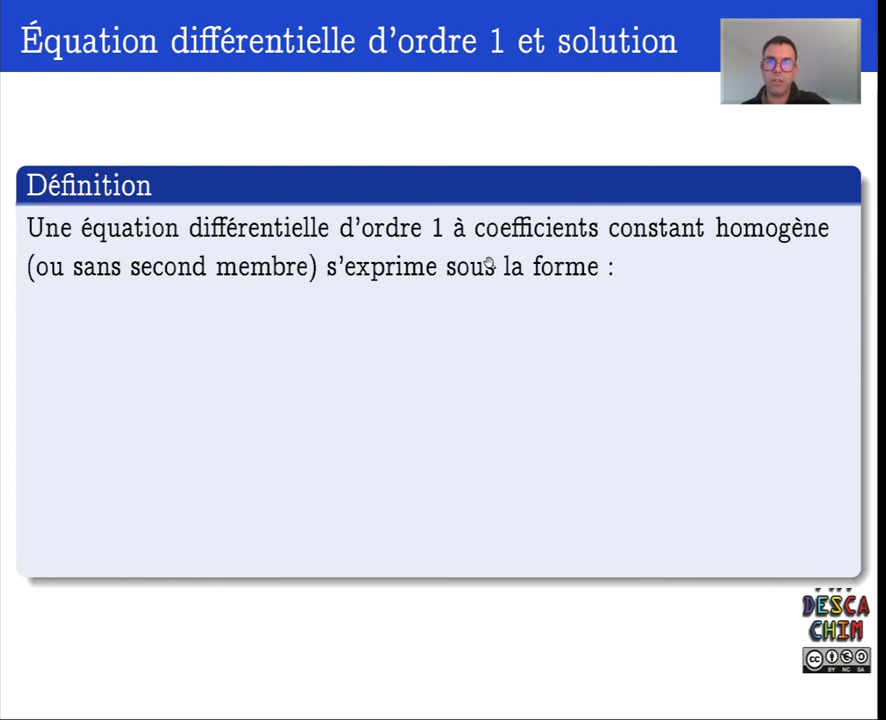 Équation différentielle d'ordre 1 et solution
Définition
Une équation différentielle d'ordre 1 à coefficients constant homogène
(ou sans second membre) s'exprime sous la forme :
DESCA
CHIM
cc
BY NC SA